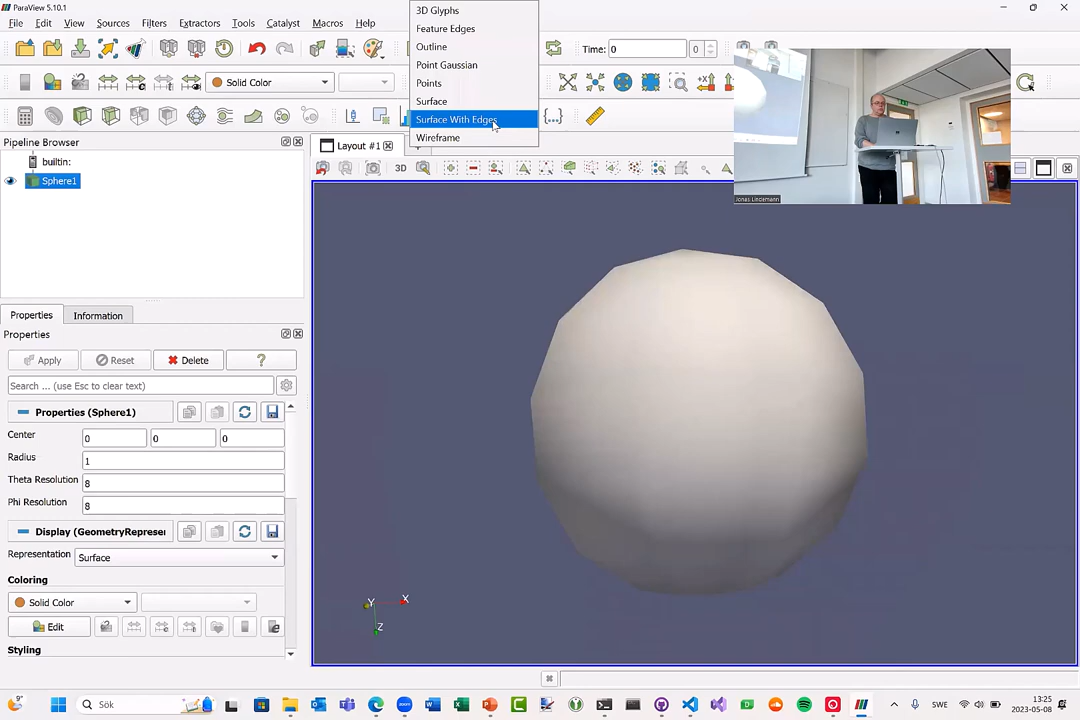 ParaView 5.10.1
File Edit View Sources Filters Extractors Tools Catalyst Macros Help
3D Glyphs
Feature Edges
Outline
Point Gaussian
Points
Surface
Surface With Edges
Wireframe
Time: 0 0
Solid Color
Pipeline Browser
Layout #1
builtin:
Sphere1
3D
Jonas Lindemann
Properties Information
Properties
Apply Reset Delete ?
Search ... (use Esc to clear text)
Properties (Sphere1)
Center 0 0 0
Radius 1
Theta Resolution 8
Phi Resolution 8
Display (GeometryRepreser
Representation Surface
Coloring
Solid Color
Edit
Styling
Y X
Z
9°
Sök
SWE
13:25
2023-05-08